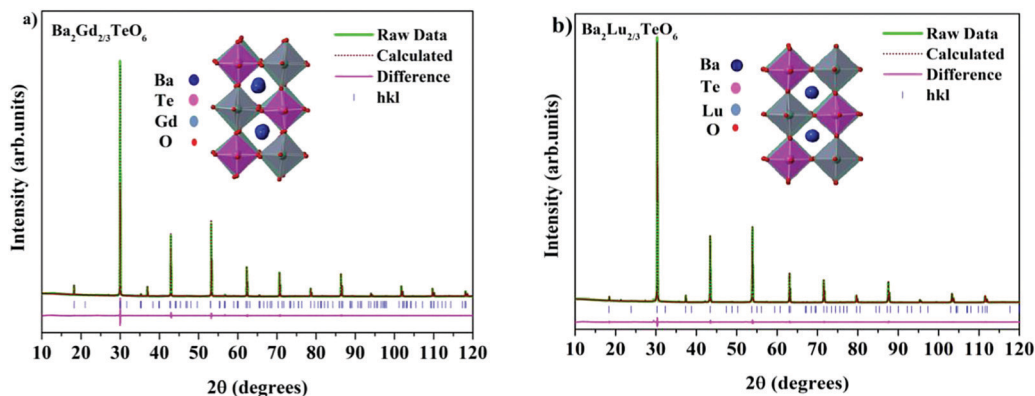 a)
Ba₂Gd₂/₃TeO₆
Raw Data
Calculated
Difference
hkl
Ba
Te
Gd
O
Intensity (arb.units)
10 20 30 40 50 60 70 80 90 100 110 120
2θ (degrees)
b)
Ba₂Lu₂/₃TeO₆
Raw Data
Calculated
Difference
hkl
Ba
Te
Lu
O
Intensity (arb.units)
10 20 30 40 50 60 70 80 90 100 110 120
2θ (degrees)